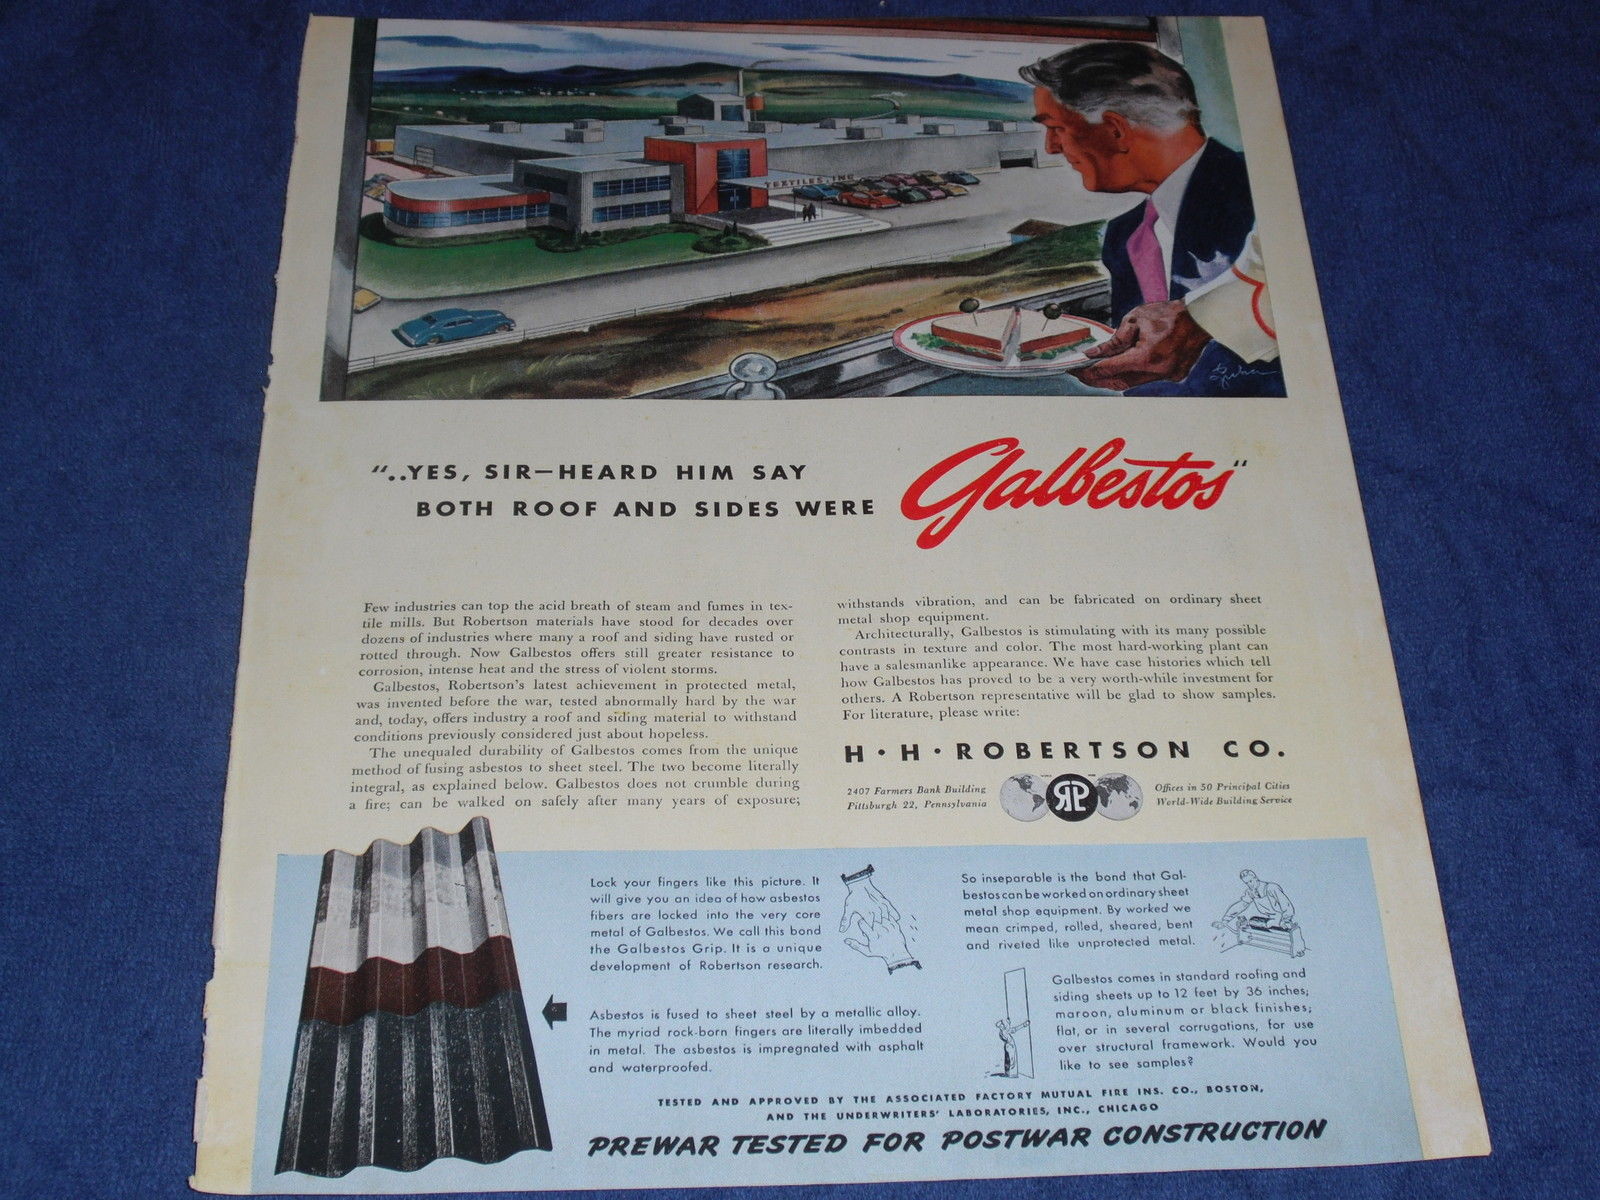 TEXTILES, INC
"..YES, SIR—HEARD HIM SAY
BOTH ROOF AND SIDES WERE Galbestos"
Few industries can top the acid breath of steam and fumes in tex-
tile mills. But Robertson materials have stood for decades over
dozens of industries where many a roof and siding have rusted or
rotted through. Now Galbestos offers still greater resistance to
corrosion, intense heat and the stress of violent storms.
Galbestos, Robertson's latest achievement in protected metal,
was invented before the war, tested abnormally hard by the war
and, today, offers industry a roof and siding material to withstand
conditions previously considered just about hopeless.
The unequaled durability of Galbestos comes from the unique
method of fusing asbestos to sheet steel. The two become literally
integral, as explained below. Galbestos does not crumble during
a fire; can be walked on safely after many years of exposure;
withstands vibration, and can be fabricated on ordinary sheet
metal shop equipment.
Architecturally, Galbestos is stimulating with its many possible
contrasts in texture and color. The most hard-working plant can
have a salesmanlike appearance. We have case histories which tell
how Galbestos has proved to be a very worth-while investment for
others. A Robertson representative will be glad to show samples.
For literature, please write:
H • H • ROBERTSON CO.
2407 Farmers Bank Building
Pittsburgh 22, Pennsylvania
Offices in 50 Principal Cities
World-Wide Building Service
Lock your fingers like this picture. It
will give you an idea of how asbestos
fibers are locked into the very core
metal of Galbestos. We call this bond
the Galbestos Grip. It is a unique
development of Robertson research.
Asbestos is fused to sheet steel by a metallic alloy.
The myriad rock-born fingers are literally imbedded
in metal. The asbestos is impregnated with asphalt
and waterproofed.
So inseparable is the bond that Gal-
bestos can be worked on ordinary sheet
metal shop equipment. By worked we
mean crimped, rolled, sheared, bent
and riveted like unprotected metal.
Galbestos comes in standard roofing and
siding sheets up to 12 feet by 36 inches;
maroon, aluminum or black finishes;
flat, or in several corrugations, for use
over structural framework. Would you
like to see samples?
TESTED AND APPROVED BY THE ASSOCIATED FACTORY MUTUAL FIRE INS. CO., BOSTON,
AND THE UNDERWRITERS' LABORATORIES, INC., CHICAGO
PREWAR TESTED FOR POSTWAR CONSTRUCTION